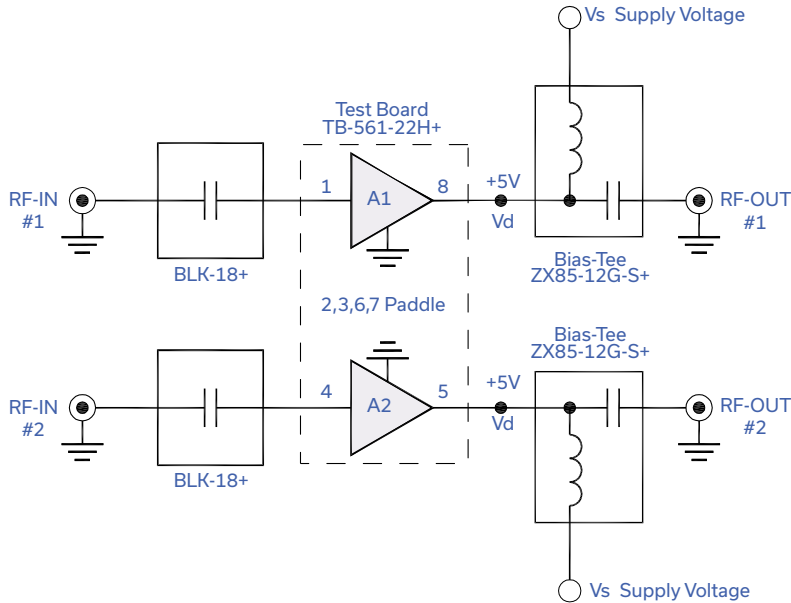 Vs Supply Voltage
Test Board
TB-561-22H+
RF-IN
#1
BLK-18+
1
A1
8
+5V
Vd
RF-OUT
#1
Bias-Tee
ZX85-12G-S+
2,3,6,7 Paddle
Bias-Tee
ZX85-12G-S+
RF-IN
#2
BLK-18+
4
A2
5
+5V
Vd
RF-OUT
#2
Vs Supply Voltage